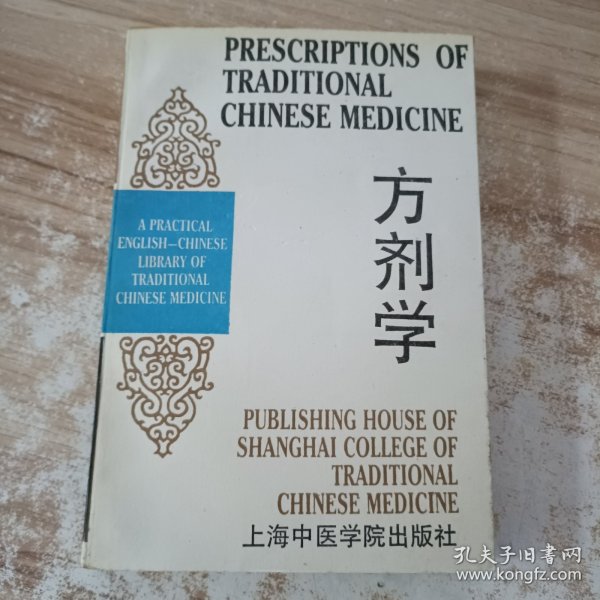 PRESCRIPTIONS OF
TRADITIONAL
CHINESE MEDICINE
方剂学
A PRACTICAL
ENGLISH—CHINESE
LIBRARY OF
TRADITIONAL
CHINESE MEDICINE
PUBLISHING HOUSE OF
SHANGHAI COLLEGE OF
TRADITIONAL
CHINESE MEDICINE
上海中医学院出版社
孔夫子旧书网
www.kongfz.com